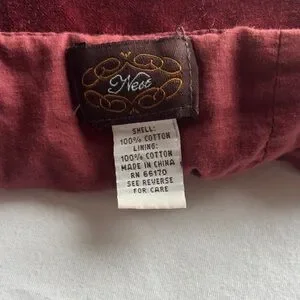 Nest
SHELL:
100% COTTON
LINING:
100% COTTON
MADE IN CHINA
RN 66170
SEE REVERSE
FOR CARE